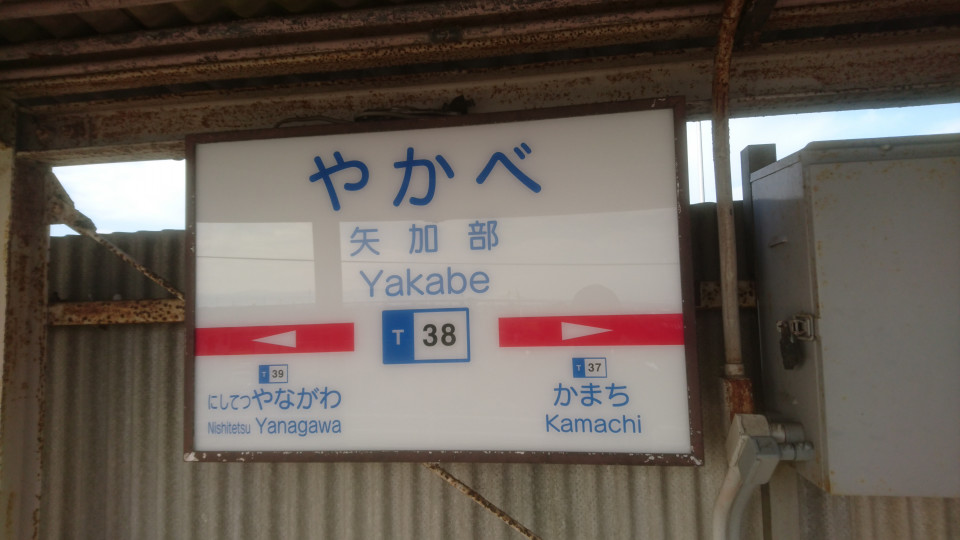 やかべ
矢加部
Yakabe
T 38
T 39
にしてつやながわ
Nishitetsu Yanagawa
T 37
かまち
Kamachi